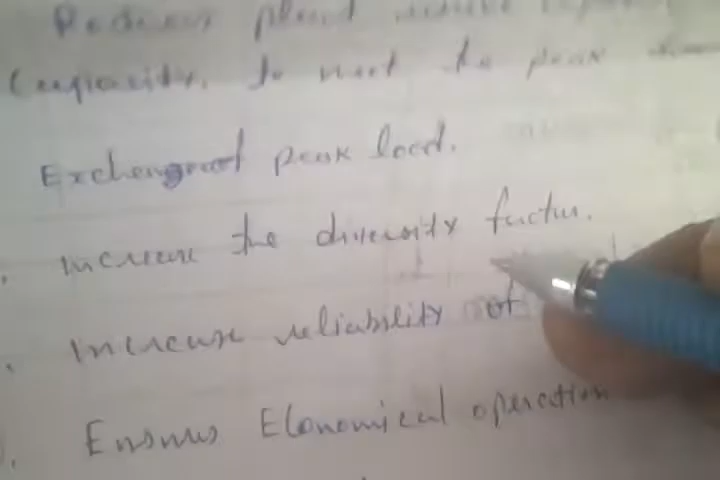 Reduces plant reserve
Capacity. to meet the peak
Exchange of peak load.
increase the diversity factor.
increase reliability of
Ensures Economical operation